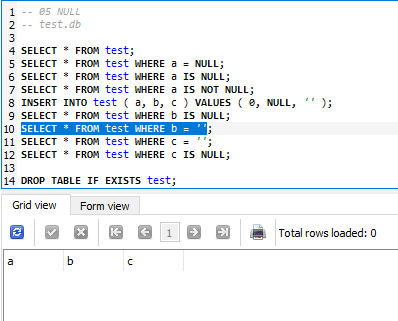 1 -- 05 NULL
2 -- test.db
3
4 SELECT * FROM test;
5 SELECT * FROM test WHERE a = NULL;
6 SELECT * FROM test WHERE a IS NULL;
7 SELECT * FROM test WHERE a IS NOT NULL;
8 INSERT INTO test ( a, b, c ) VALUES ( 0, NULL, '' );
9 SELECT * FROM test WHERE b IS NULL;
10 SELECT * FROM test WHERE b = '';
11 SELECT * FROM test WHERE c = '';
12 SELECT * FROM test WHERE c IS NULL;
13
14 DROP TABLE IF EXISTS test;
Grid view Form view
1 Total rows loaded: 0
a b c